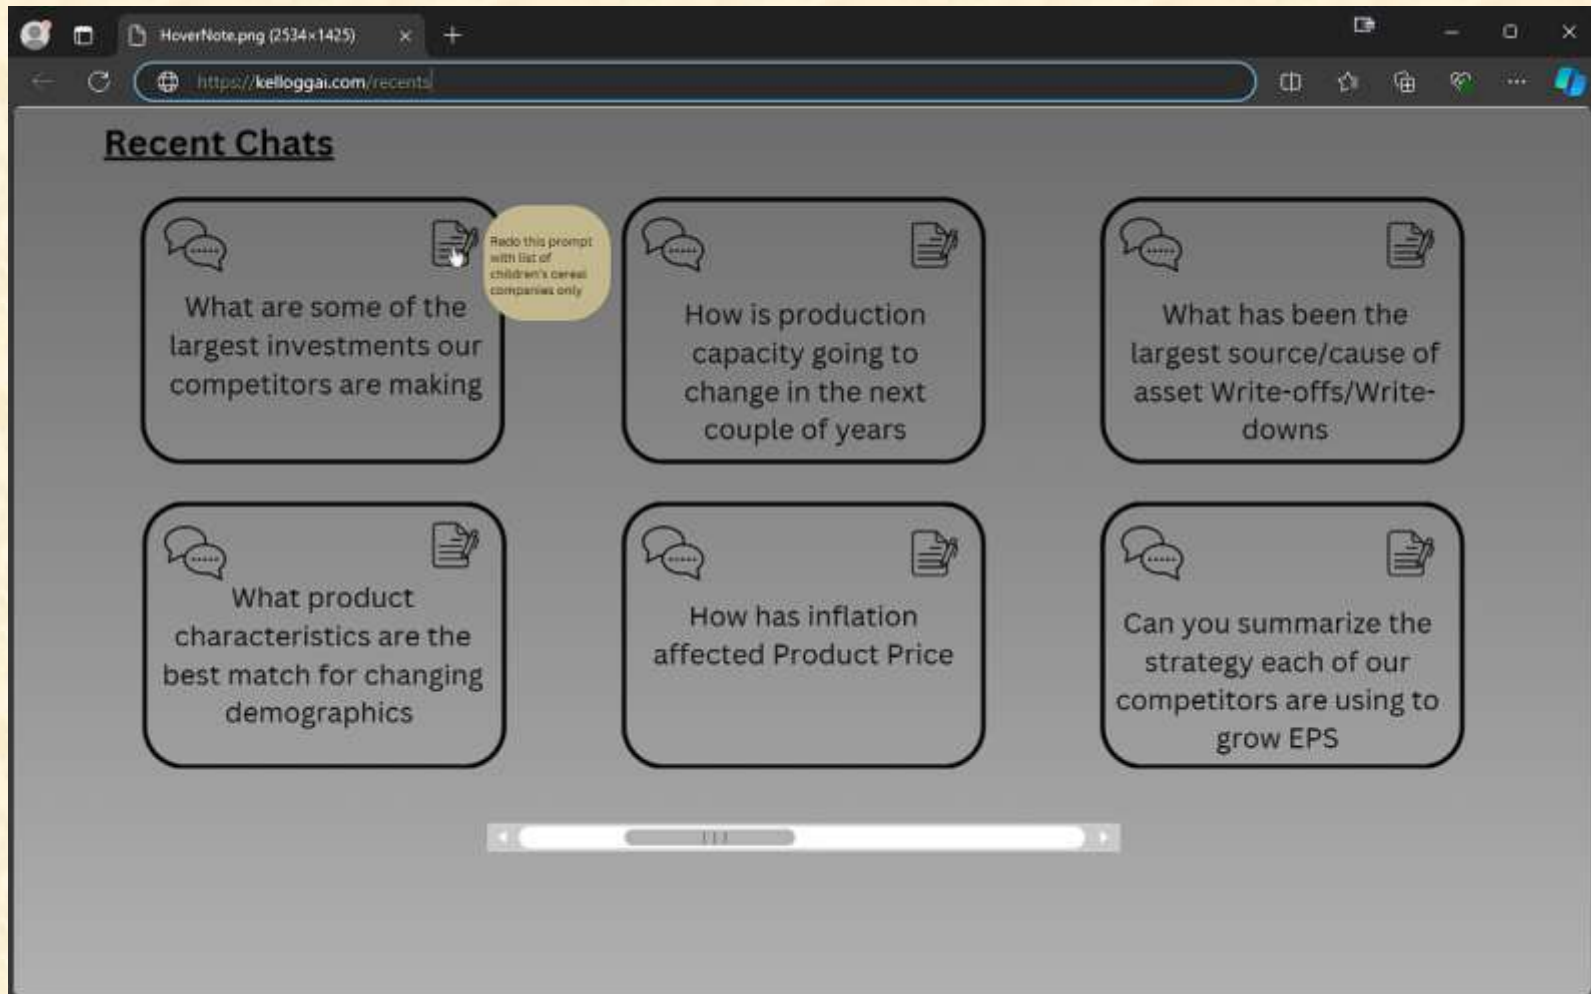 HoverNote.png (2534×1425)
https://kelloggai.com/recents
Recent Chats
Redo this prompt
with list of
children's cereal
companies only
What are some of the
largest investments our
competitors are making
How is production
capacity going to
change in the next
couple of years
What has been the
largest source/cause of
asset Write-offs/Write-
downs
What product
characteristics are the
best match for changing
demographics
How has inflation
affected Product Price
Can you summarize the
strategy each of our
competitors are using to
grow EPS